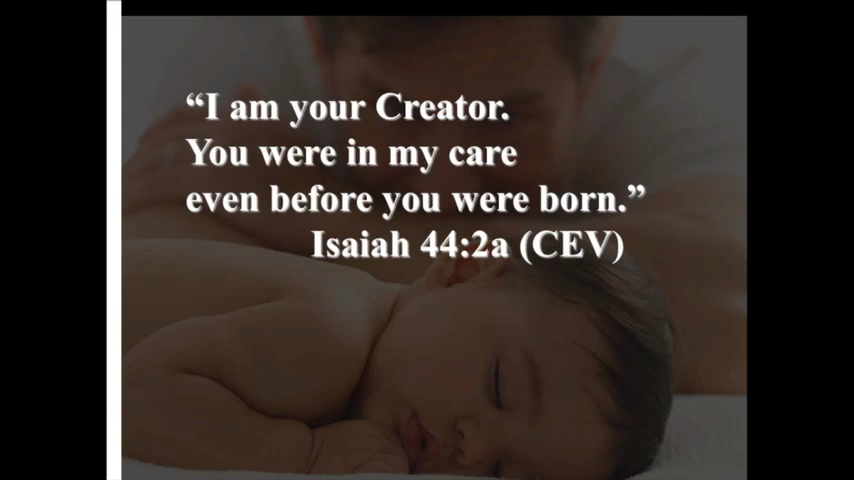 “I am your Creator.
You were in my care
even before you were born.”
Isaiah 44:2a (CEV)